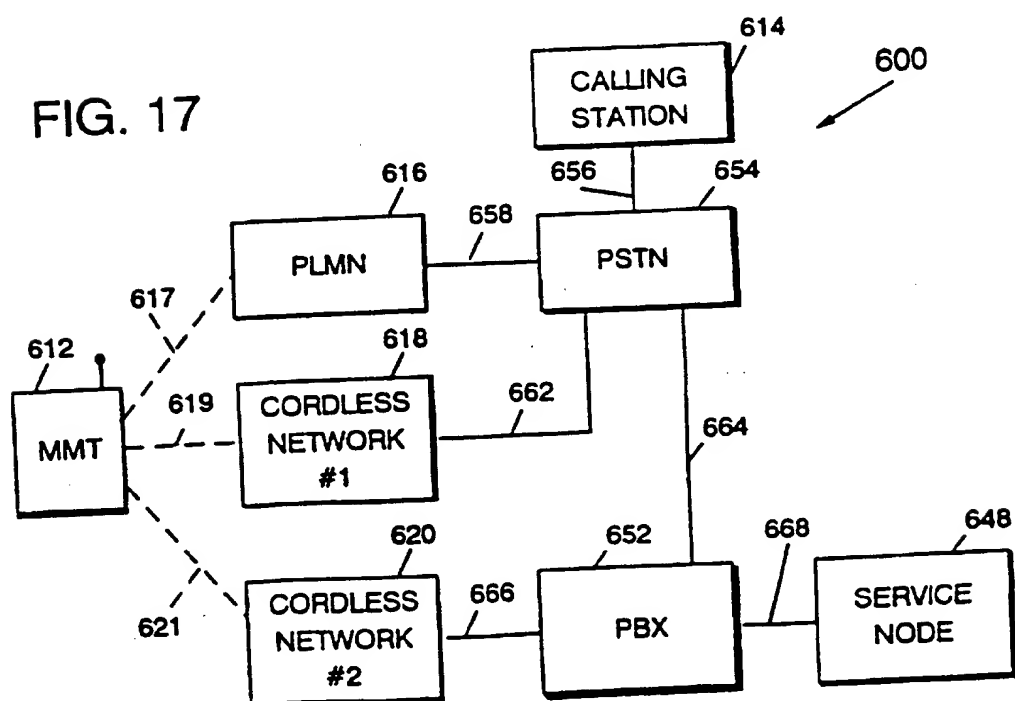 FIG. 17
614
CALLING
STATION
600
656
654
616
658
PLMN
PSTN
617
612
618
MMT
619
CORDLESS
NETWORK
#1
662
664
620
652
668
648
621
CORDLESS
NETWORK
#2
666
PBX
SERVICE
NODE